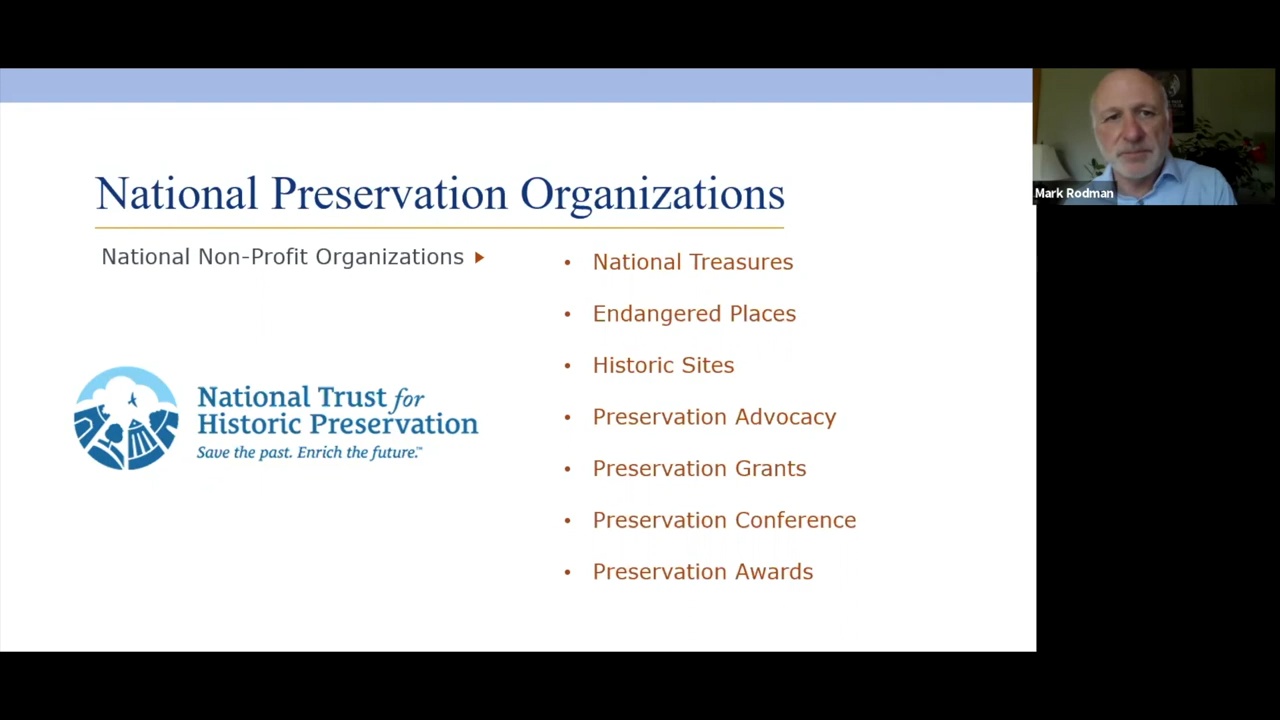 National Preservation Organizations
National Non-Profit Organizations
National Trust for
Historic Preservation
Save the past. Enrich the future.™
• National Treasures
• Endangered Places
• Historic Sites
• Preservation Advocacy
• Preservation Grants
• Preservation Conference
• Preservation Awards
Mark Rodman